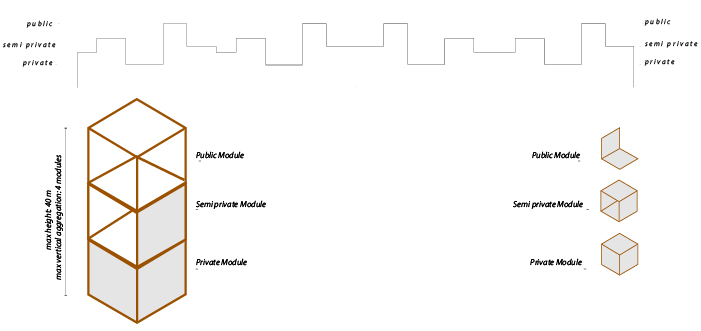 public
semi private
private
public
semi private
private
max height: 40 m
max vertical aggregation: 4 modules
Public Module
Semi private Module
Private Module
Public Module
Semi private Module
Private Module